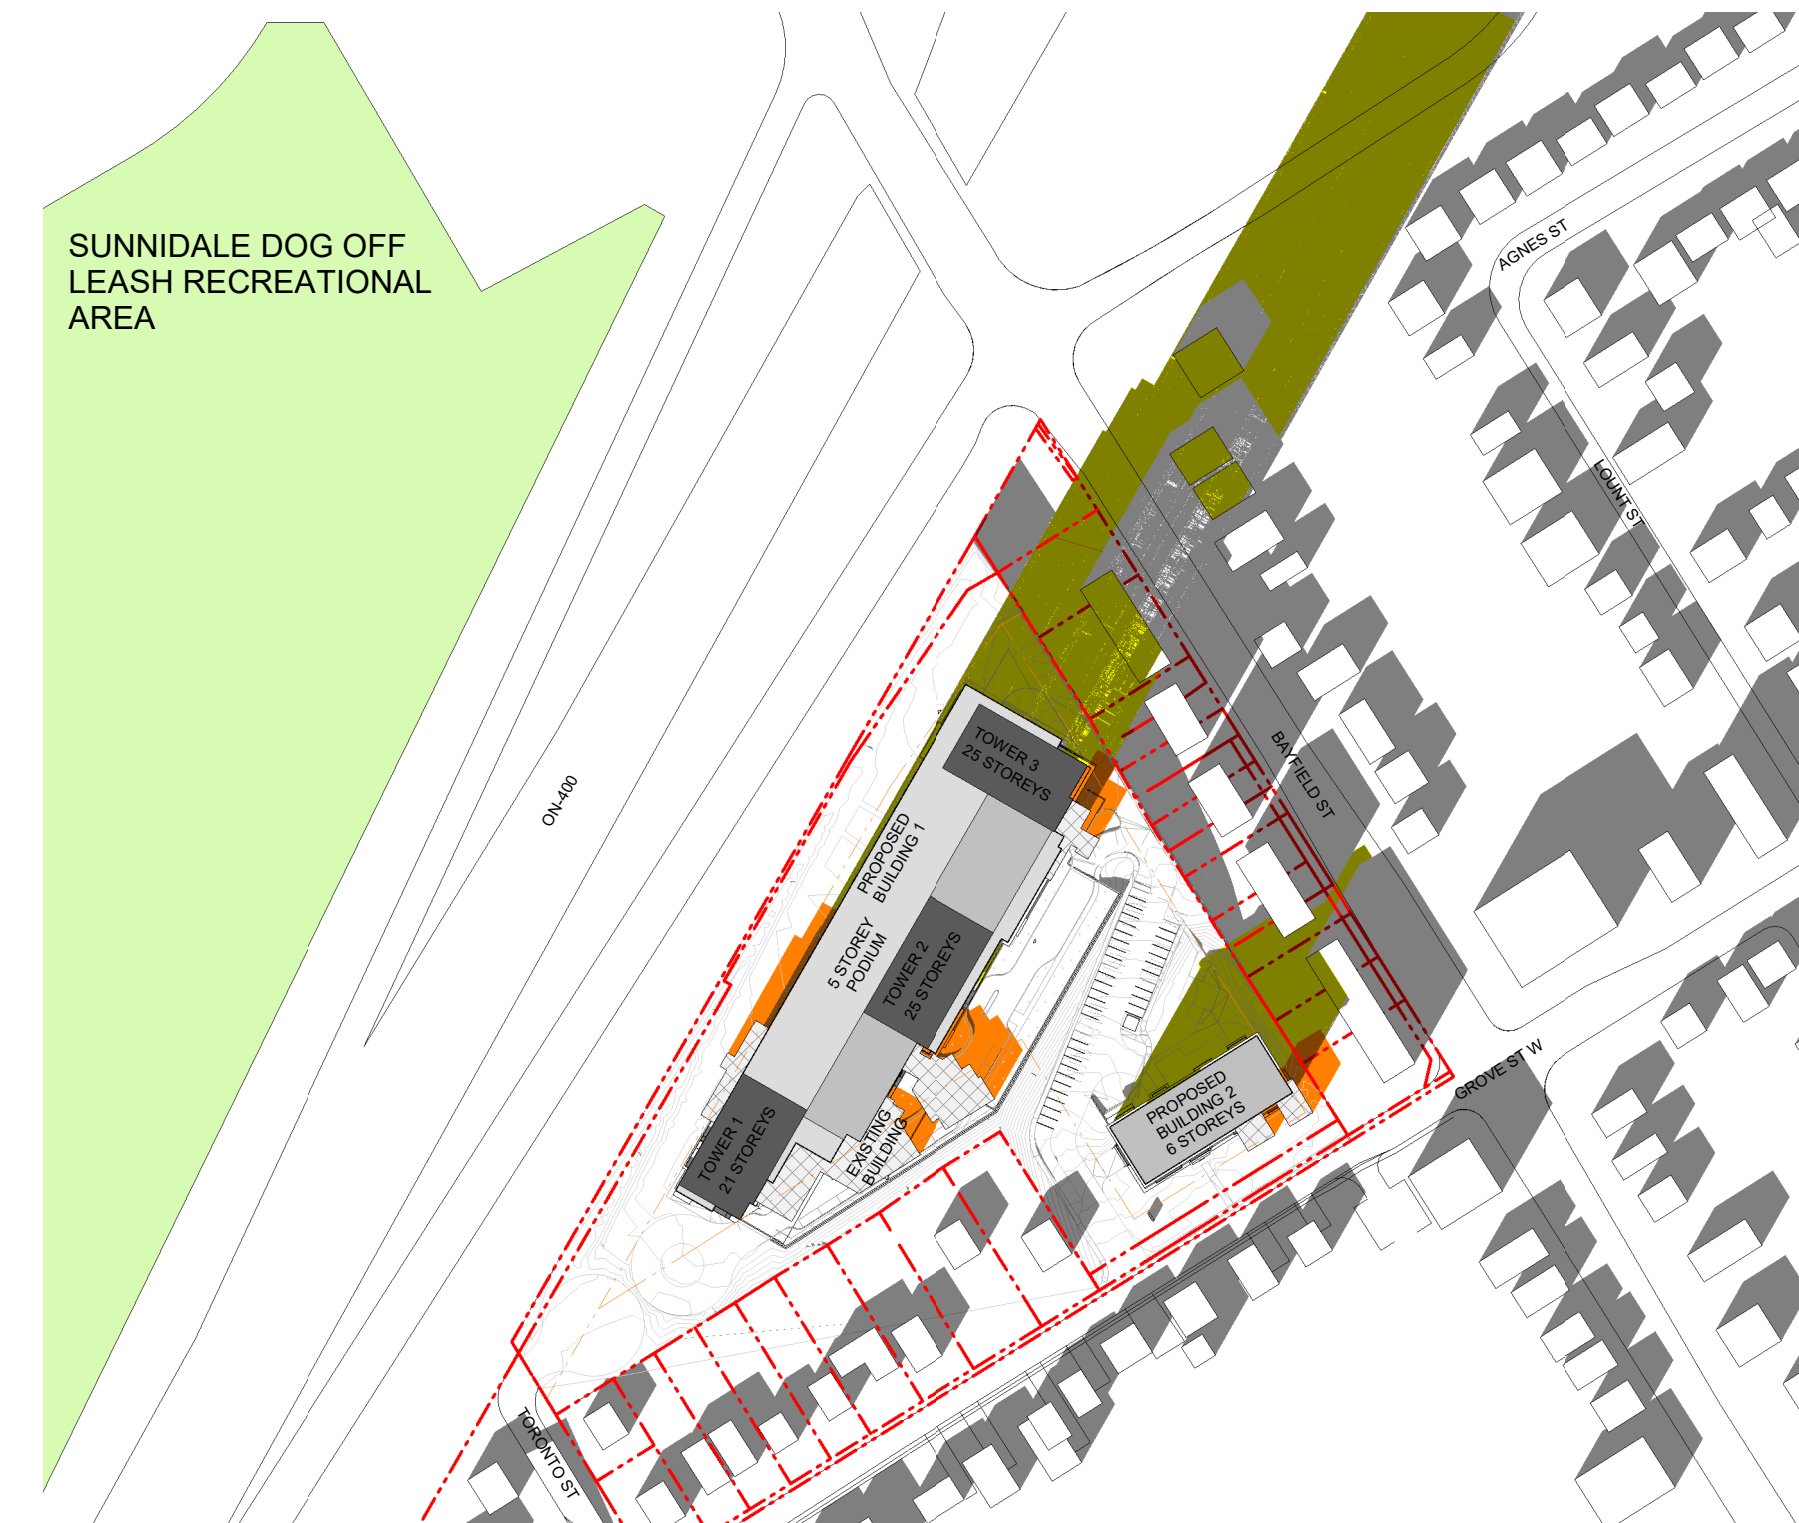 SUNNIDALE DOG OFF
LEASH RECREATIONAL
AREA
AGNES ST
LOUNT ST
BAYFIELD ST
ON-400
TOWER 3
25 STOREYS
PROPOSED
BUILDING 1
5 STOREY
PODIUM
TOWER 2
25 STOREYS
TOWER 1
21 STOREYS
EXISTING
BUILDING
PROPOSED
BUILDING 2
6 STOREYS
GROVE ST W
TORONTO ST